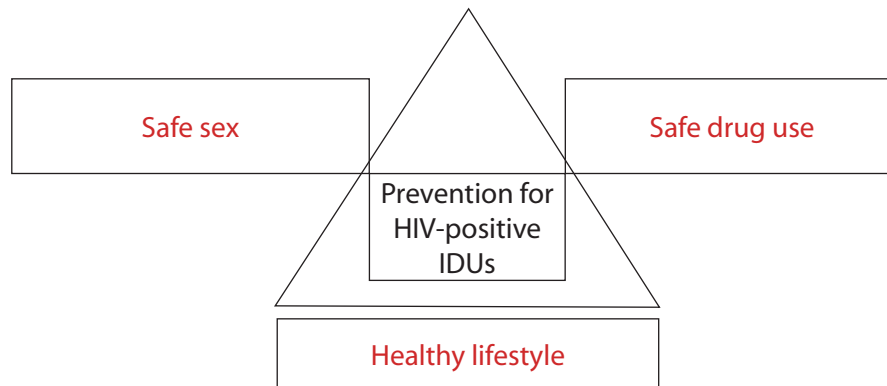 Safe sex
Safe drug use
Prevention for
HIV-positive
IDUs
Healthy lifestyle